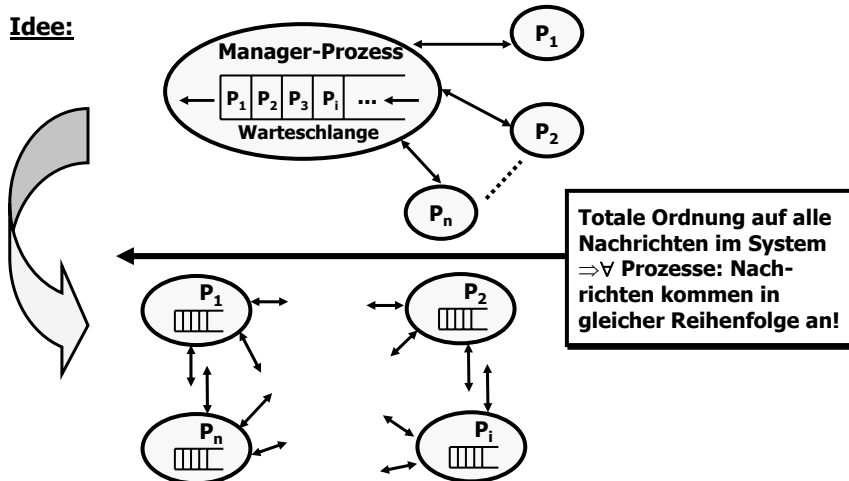 Idee:
Manager-Prozess
P1 P2 P3 Pi ...
Warteschlange
P1
P2
Pn
Totale Ordnung auf alle
Nachrichten im System
⇒∀ Prozesse: Nach-
richten kommen in
gleicher Reihenfolge an!
P1
P2
Pn
Pi